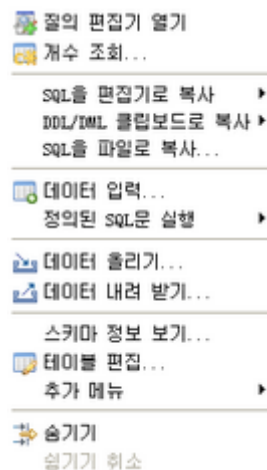 질의 편집기 열기
개수 조회...
SQL을 편집기로 복사
DDL/DML 클립보드로 복사
SQL을 파일로 복사...
데이터 입력...
정의된 SQL문 실행
데이터 올리기...
데이터 내려 받기...
스키마 정보 보기...
테이블 편집...
추가 메뉴
숨기기
숨기기 취소